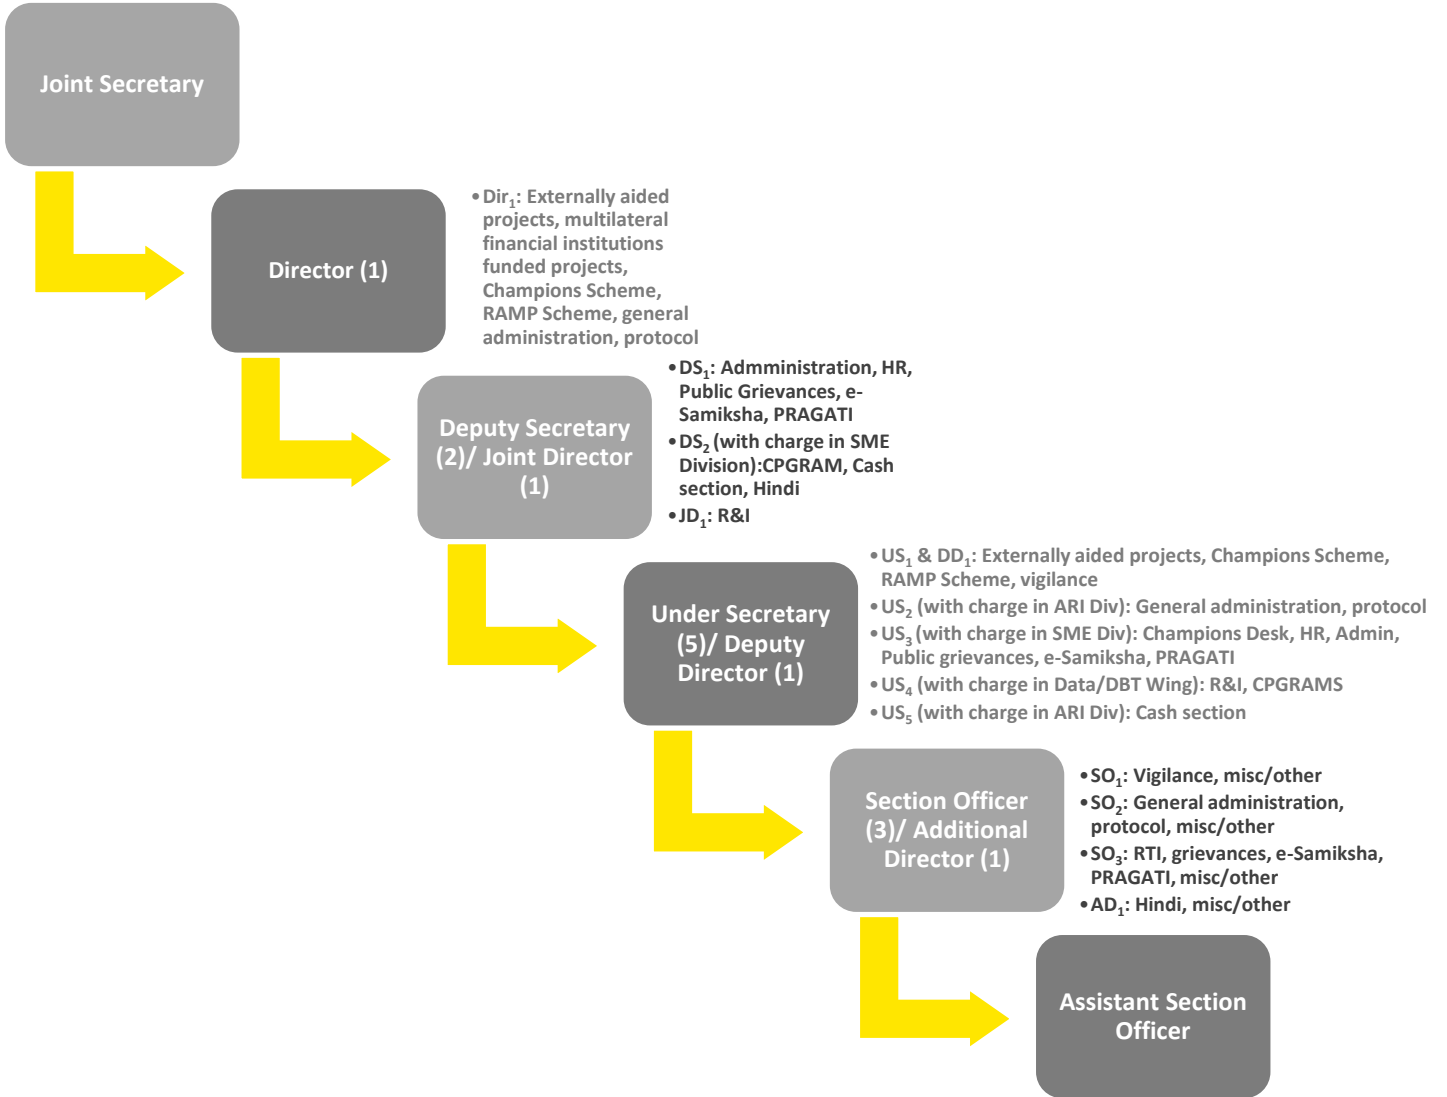 Joint Secretary
Director (1)
•Dir₁: Externally aided
projects, multilateral
financial institutions
funded projects,
Champions Scheme,
RAMP Scheme, general
administration, protocol
Deputy Secretary
(2)/ Joint Director
(1)
•DS₁: Admministration, HR,
Public Grievances, e-
Samiksha, PRAGATI
•DS₂ (with charge in SME
Division):CPGRAM, Cash
section, Hindi
•JD₁: R&I
Under Secretary
(5)/ Deputy
Director (1)
•US₁ & DD₁: Externally aided projects, Champions Scheme,
RAMP Scheme, vigilance
•US₂ (with charge in ARI Div): General administration, protocol
•US₃ (with charge in SME Div): Champions Desk, HR, Admin,
Public grievances, e-Samiksha, PRAGATI
•US₄ (with charge in Data/DBT Wing): R&I, CPGRAMS
•US₅ (with charge in ARI Div): Cash section
Section Officer
(3)/ Additional
Director (1)
•SO₁: Vigilance, misc/other
•SO₂: General administration,
protocol, misc/other
•SO₃: RTI, grievances, e-Samiksha,
PRAGATI, misc/other
•AD₁: Hindi, misc/other
Assistant Section
Officer